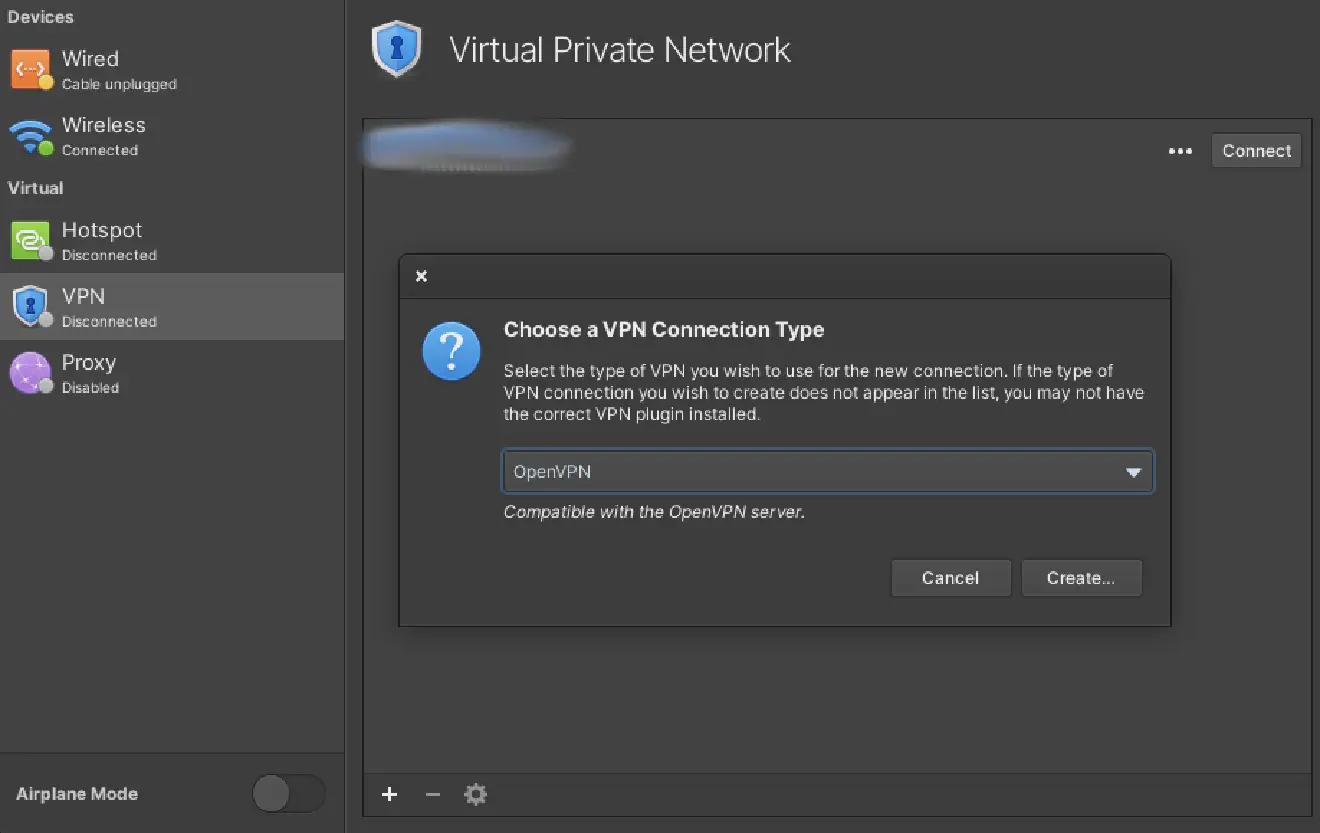 Devices
Wired
Cable unplugged
Wireless
Connected
Virtual
Hotspot
Disconnected
VPN
Disconnected
Proxy
Disabled
Airplane Mode
Virtual Private Network
Connect
Choose a VPN Connection Type
Select the type of VPN you wish to use for the new connection. If the type of
VPN connection you wish to create does not appear in the list, you may not have
the correct VPN plugin installed.
OpenVPN
Compatible with the OpenVPN server.
Cancel
Create...